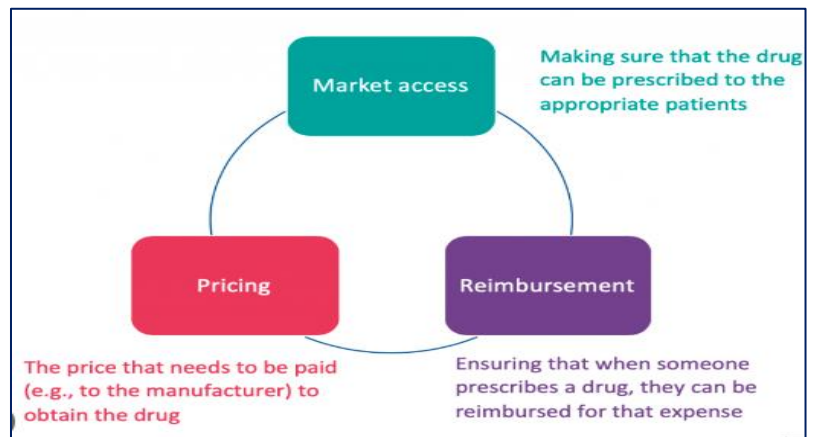 Market access
Making sure that the drug
can be prescribed to the
appropriate patients
Pricing
Reimbursement
The price that needs to be paid
(e.g., to the manufacturer) to
obtain the drug
Ensuring that when someone
prescribes a drug, they can be
reimbursed for that expense